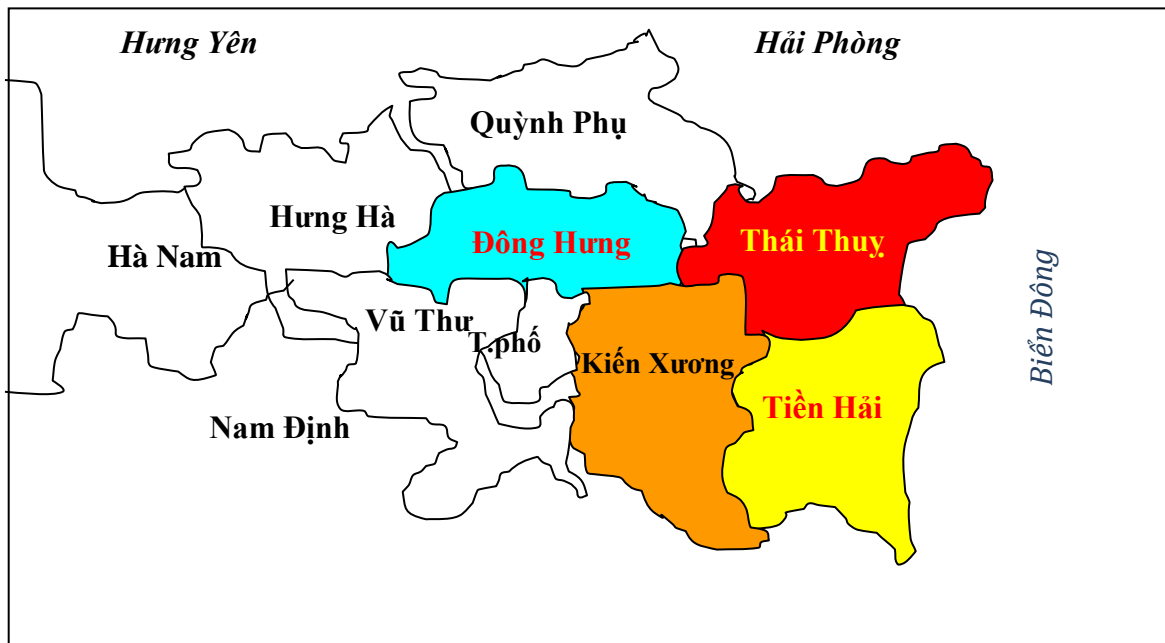 Hưng Yên
Hải Phòng
Quỳnh Phụ
Hưng Hà
Đông Hưng
Thái Thuỵ
Hà Nam
Vũ Thư
T.phố
Kiến Xương
Tiền Hải
Nam Định
Biển Đông